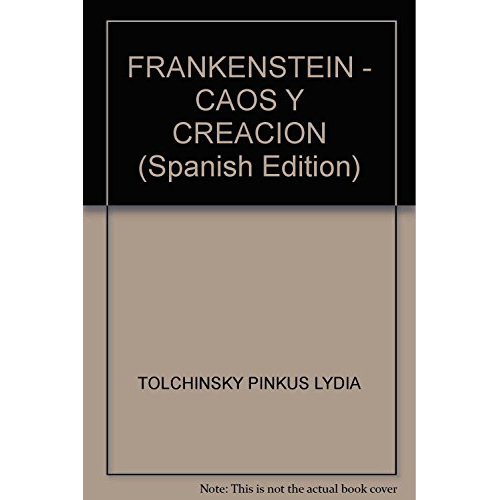 FRANKENSTEIN -
CAOS Y
CREACION
(Spanish Edition)
TOLCHINSKY PINKUS LYDIA
Note: This is not the actual book cover